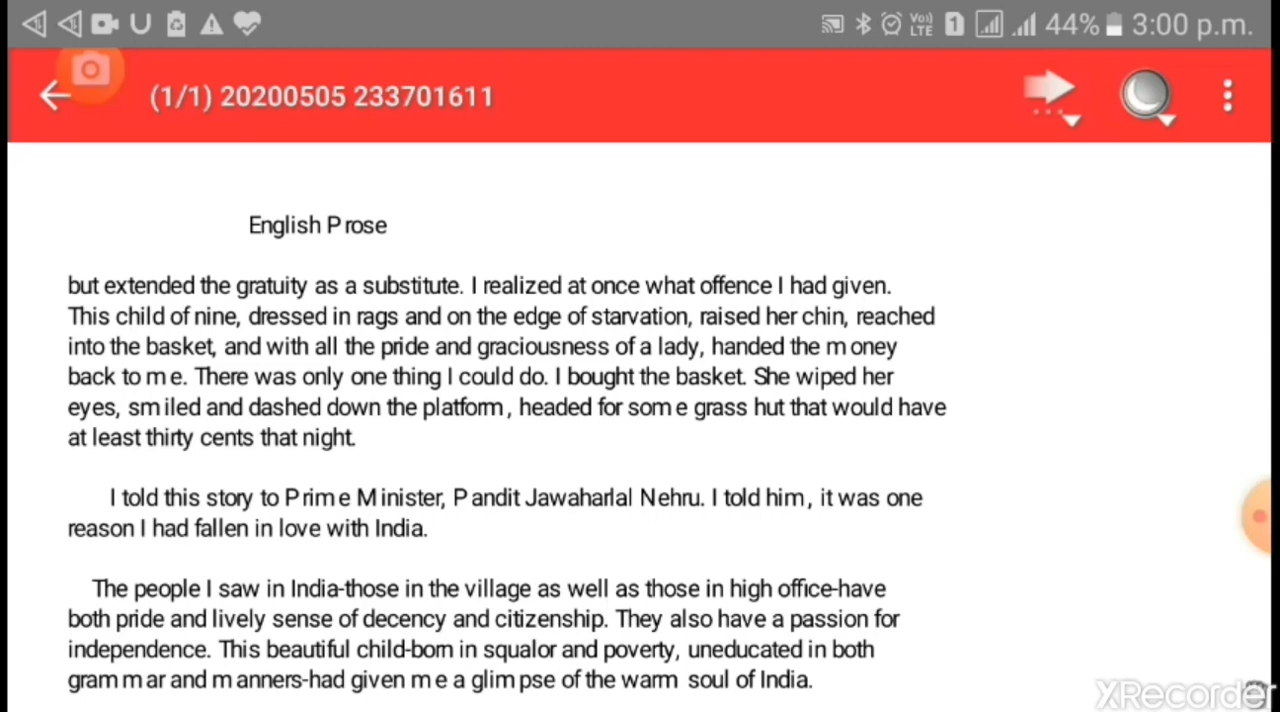 Vo)) LTE 1 44% 3:00 p.m.
(1/1) 20200505 233701611
English Prose
but extended the gratuity as a substitute. I realized at once what offence I had given.
This child of nine, dressed in rags and on the edge of starvation, raised her chin, reached
into the basket, and with all the pride and graciousness of a lady, handed the money
back to me. There was only one thing I could do. I bought the basket. She wiped her
eyes, smiled and dashed down the platform, headed for some grass hut that would have
at least thirty cents that night.
I told this story to Prime Minister, Pandit Jawaharlal Nehru. I told him, it was one
reason I had fallen in love with India.
The people I saw in India-those in the village as well as those in high office-have
both pride and lively sense of decency and citizenship. They also have a passion for
independence. This beautiful child-born in squalor and poverty, uneducated in both
grammar and manners-had given me a glimpse of the warm soul of India.
XRecorder